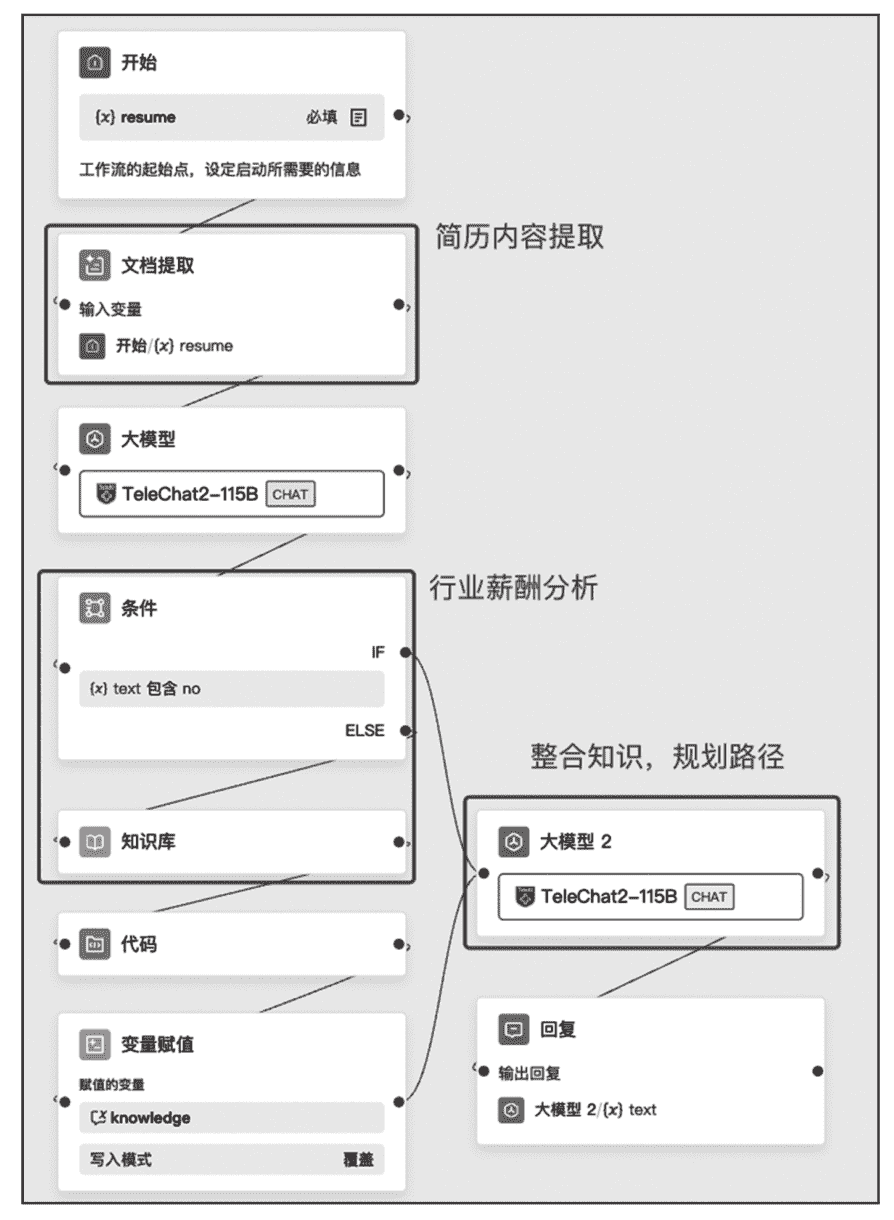 开始
{x} resume 必填
工作流的起始点，设定启动所需要的信息
简历内容提取
文档提取
输入变量
开始/{x} resume
大模型
TeleChat2-115B CHAT
行业薪酬分析
条件
IF
{x} text 包含 no
ELSE
知识库
代码
变量赋值
赋值的变量
knowledge
写入模式 覆盖
整合知识，规划路径
大模型 2
TeleChat2-115B CHAT
回复
输出回复
大模型 2/{x} text